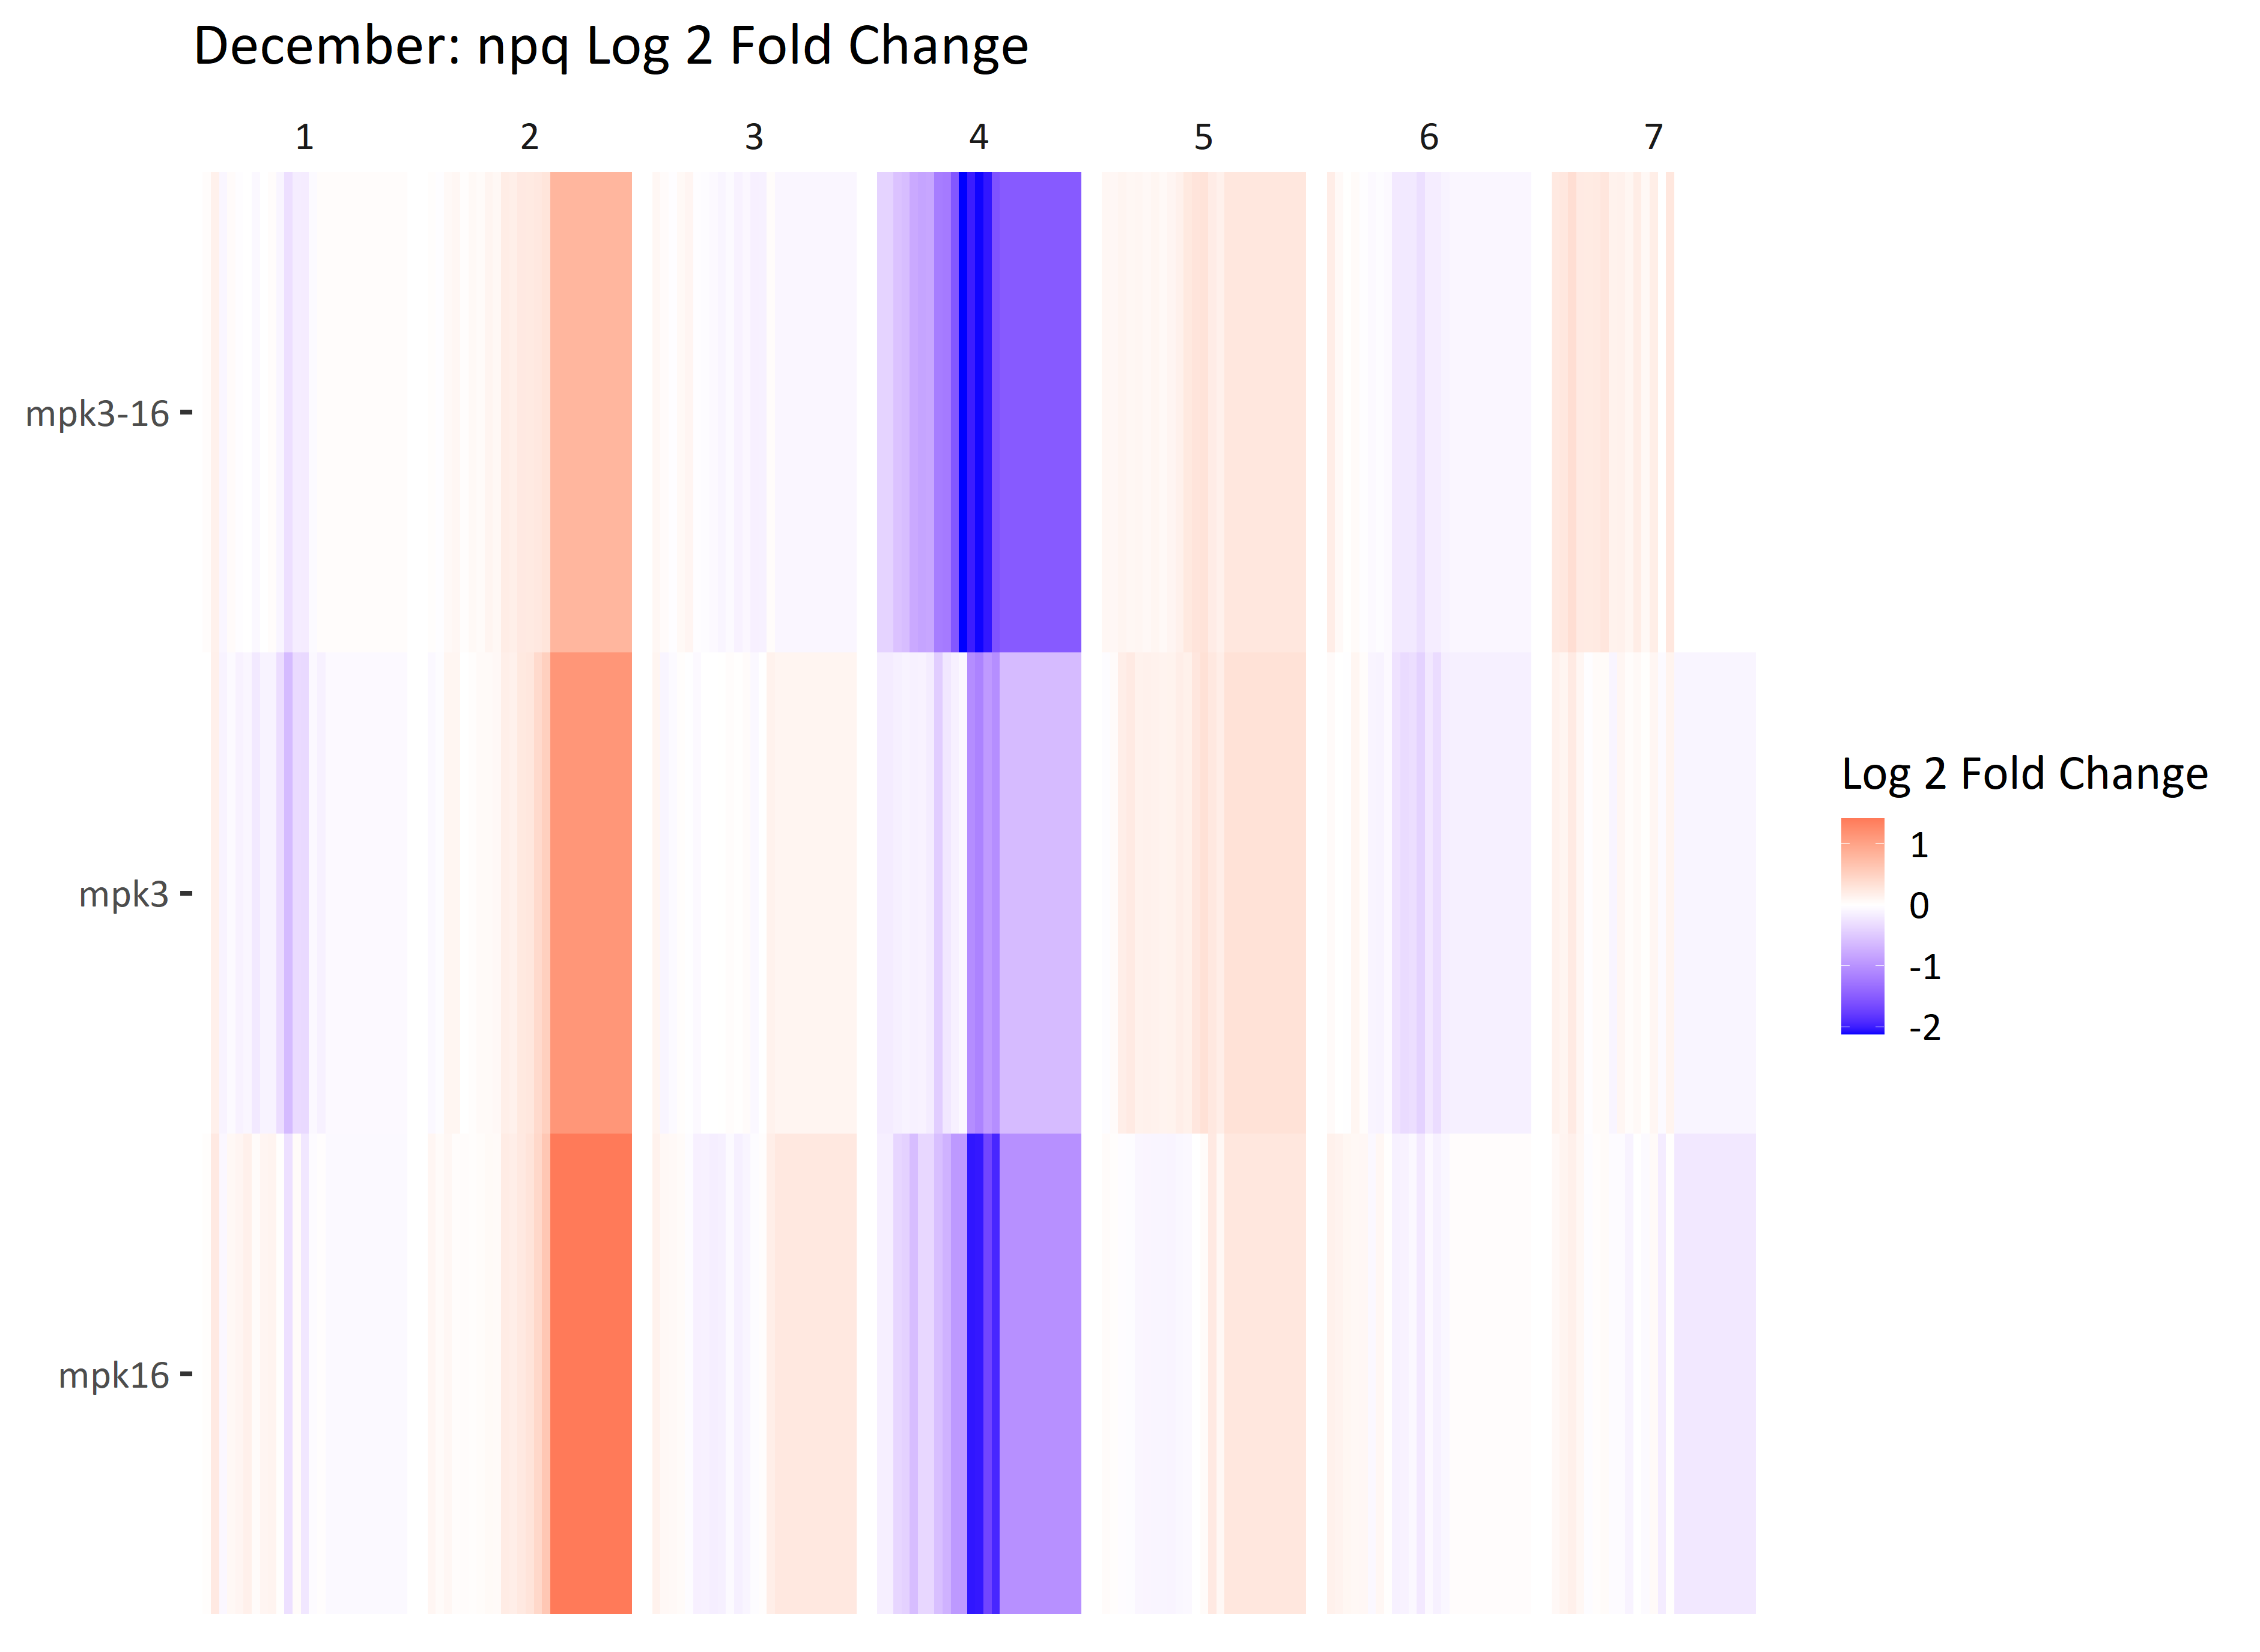 December: npq Log 2 Fold Change
1 2 3 4 5 6 7
mpk3-16
mpk3
mpk16
Log 2 Fold Change
1
0
-1
-2